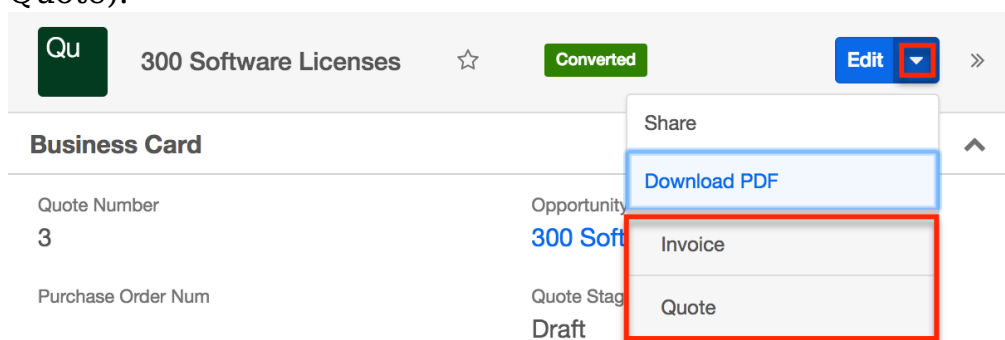 Quote).
Qu
300 Software Licenses
Converted
Edit
Share
Business Card
Download PDF
Quote Number
Opportunity
3
300 Soft
Invoice
Purchase Order Num
Quote Stag
Quote
Draft